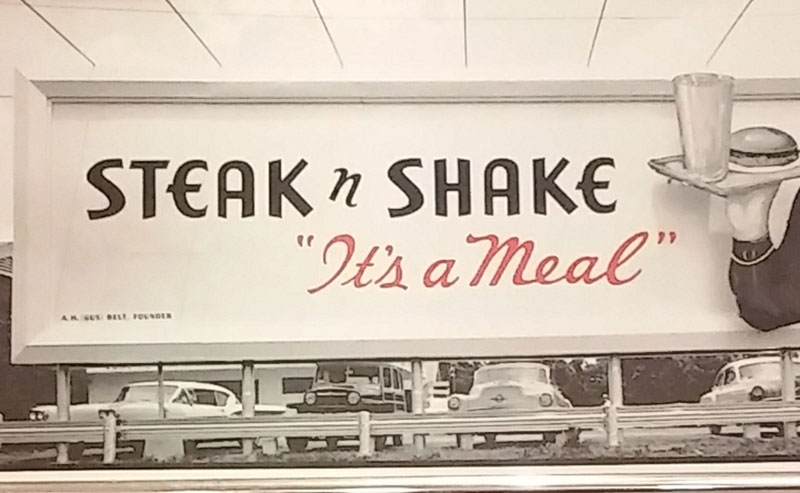 STEAK n SHAKE
"It's a Meal"
A. H. (GUS) BELT, FOUNDER